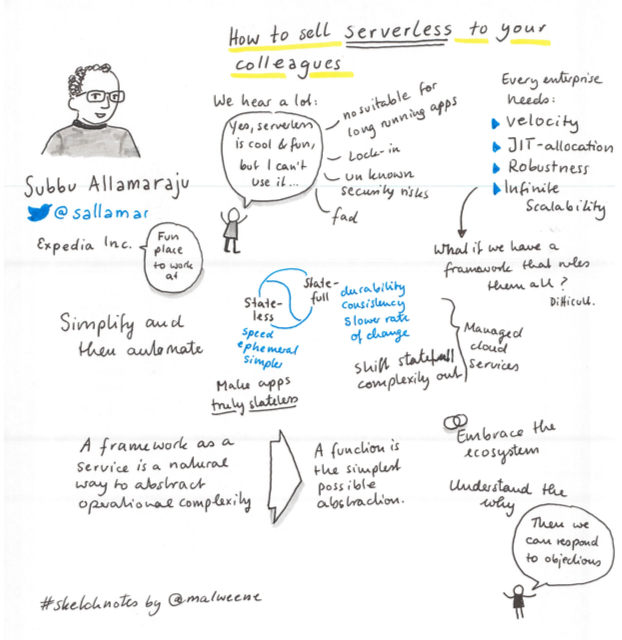 How to sell serverless to your
colleagues
Subbu Allamaraju
@sallamar
Expedia Inc.
Fun
place
to work
at
We hear a lot:
Yes, serverless
is cool & fun,
but I can't
use it...
no suitable for
long running apps
Lock-in
un known
security risks
fad
Every enterprise
needs:
Velocity
JIT-allocation
Robustness
Infinite
Scalability
What if we have a
framework that rules
them all?
Difficult.
Simplify and
then automate
State-
less
speed
ephemeral
simpler
State-
full
durability
consistency
slower rate
of change
Make apps
truly stateless
Shift statefull
complexity out
Managed
cloud
services
A framework as a
service is a natural
way to abstract
operational complexity
A function is
the simplest
possible
abstraction.
Embrace the
ecosystem
Understand the
why
Then we
can respond
to objections
#sketchnotes by @malweene